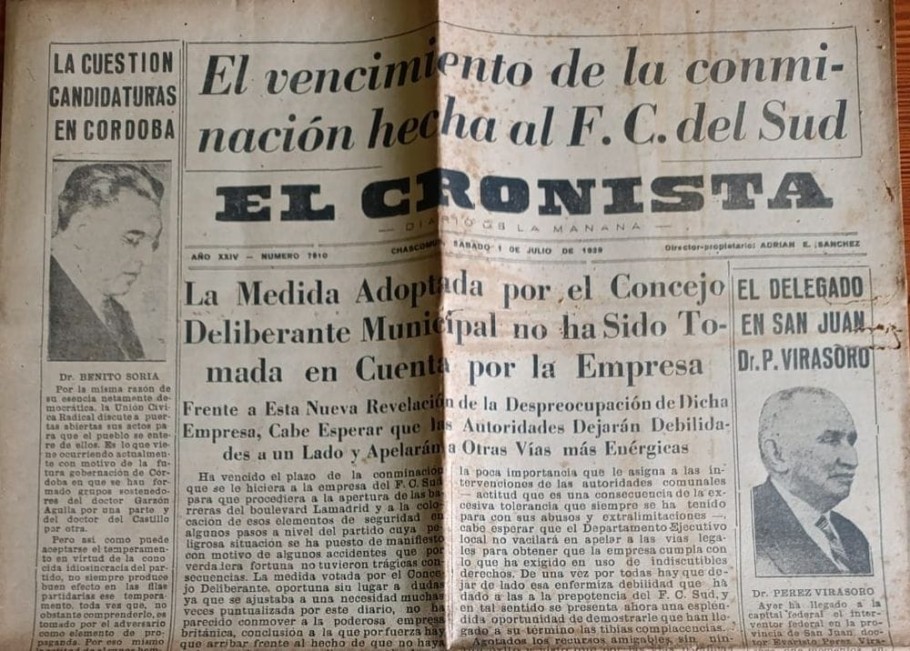 LA CUESTION
CANDIDATURAS
EN CORDOBA
El vencimiento de la conmi-
nación hecha al F. C. del Sud
EL CRONISTA
— DIARIO DE LA MAÑANA —
AÑO XXIV — NUMERO 7810
CHASCOMUS, SABADO 1 DE JULIO DE 1939
Director-propietario: ADRIAN E. SANCHEZ
Dr. BENITO SORIA
Por la misma razón de
su esencia netamente de-
mocrática, la Unión Cívi-
ca Radical discute a puer-
tas abiertas sus actos pa
ra que el pueblo se ente-
re de ellos. Es lo que vie-
ne ocurriendo actualmen-
te con motivo de la fu-
tura gobernación de Cór-
doba en que se han for-
mado grupos sostenedo-
res del doctor Garzón
Aguila por una parte y
del doctor del Castillo
por otra.
Pero así como puede
aceptarse el temperamen-
to en virtud de la cono
cida idiosincracia del par-
tido, no siempre produce
buen efecto en las filas
partidarias ese tempera-
mento, toda vez que, no
obstante comprenderlo, es
tomado por el adversario
como elemento de pro-
paganda. Por eso mismo
La Medida Adoptada por el Concejo
Deliberante Municipal no ha Sido To-
mada en Cuenta por la Empresa
Frente a Esta Nueva Revelación de la Despreocupación de Dicha
Empresa, Cabe Esperar que las Autoridades Dejarán Debilida-
des a un Lado y Apelarán a Otras Vías más Enérgicas
Ha vencido el plazo de la conminación
que se le hiciera a la empresa del F. C. Sud
para que procediera a la apertura de las ba-
rreras del boulevard Lamadrid y a la colo-
cación de esos elementos de seguridad en
algunos pasos a nivel del partido cuya pe-
ligrosa situación se ha puesto de manifiesto
con motivo de algunos accidentes que por
verdadera fortuna no tuvieron trágicas con-
secuencias. La medida votada por el Conce-
jo Deliberante, oportuna sin lugar a dudas
ya que se ajustaba a una necesidad muchas
veces puntualizada por este diario, no ha
parecido conmover a la poderosa empresa
británica, conclusión a la que por fuerza hay
que arribar frente al hecho de que no haya
la poca importancia que le asigna a las in-
tervenciones de las autoridades comunales
— actitud que es una consecuencia de la ex-
cesiva tolerancia que siempre se ha tenido
para con sus abusos y extralimitaciones —,
cabe esperar que el Departamento Ejecutivo
local no vacilará en apelar a las vías lega-
les para obtener que la empresa cumpla con
lo que ha exigido en uso de indiscutibles
derechos. De una vez por todas hay que de-
jar de lado esa enfermiza debilidad que ha
dado a las a la prepotencia del F. C. Sud, y
en tal sentido se presenta ahora una esplen-
dida oportunidad de demostrarle que han lle-
gado a su término las tibias complacencias.
Agotados los recursos amigables, sin nin-
EL DELEGADO
EN SAN JUAN
Dr. P. VIRASORO
Dr. PEREZ VIRASORO
Ayer ha llegado a la
capital federal el inter-
ventor federal en la pro-
vincia de San Juan, doc-
tor Evaristo Perez Vira-